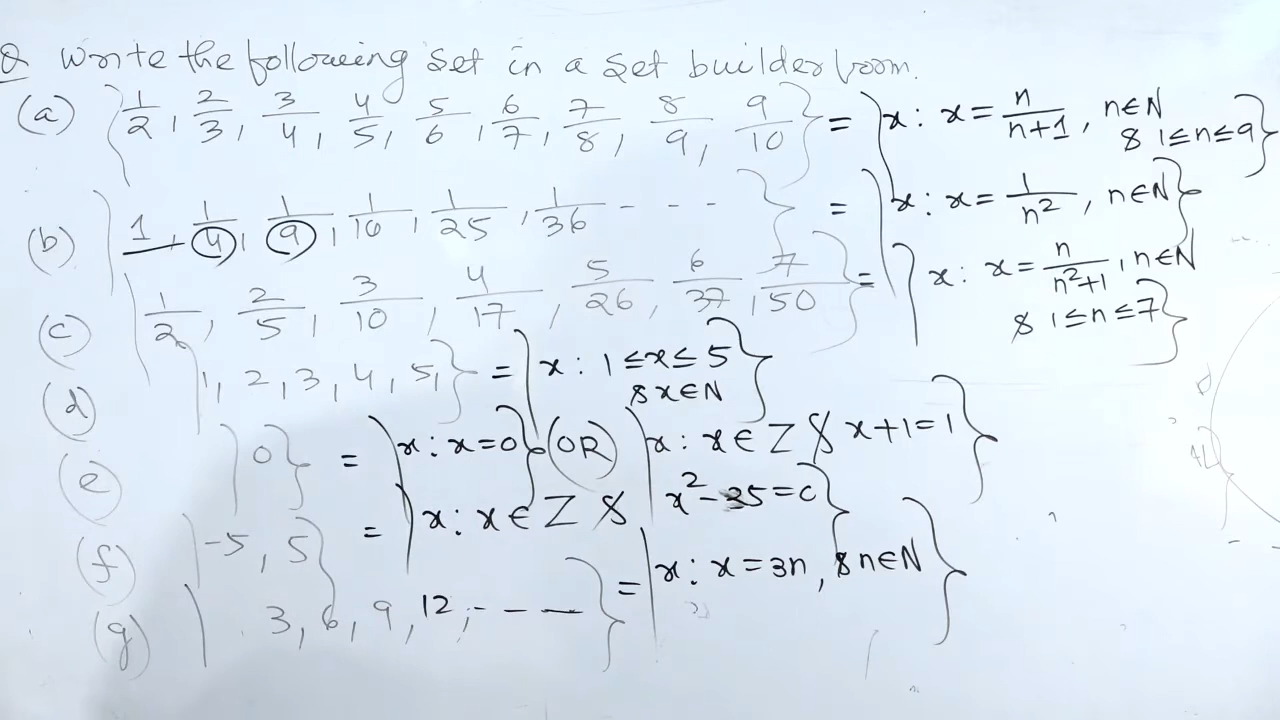 Q Write the following set in a set builder form.
(a) {1/2, 2/3, 3/4, 4/5, 5/6, 6/7, 7/8, 8/9, 9/10} = {x : x = n/n+1, n∈N & 1≤n≤9}
(b) {1, 1/4, 1/9, 1/16, 1/25, 1/36 - - - } = {x : x = 1/n², n∈N}
(c) {1/2, 2/5, 3/10, 4/17, 5/26, 6/37, 7/50} = {x : x = n/n²+1, n∈N & 1≤n≤7}
(d) {1, 2, 3, 4, 5} = {x : 1≤x≤5 & x∈N}
(e) {0} = {x : x=0} (OR) {x : x∈Z & x+1=1}
(f) {-5, 5} = {x : x∈Z & x²-25=0}
(g) {3, 6, 9, 12, - - -} = {x : x=3n, & n∈N}